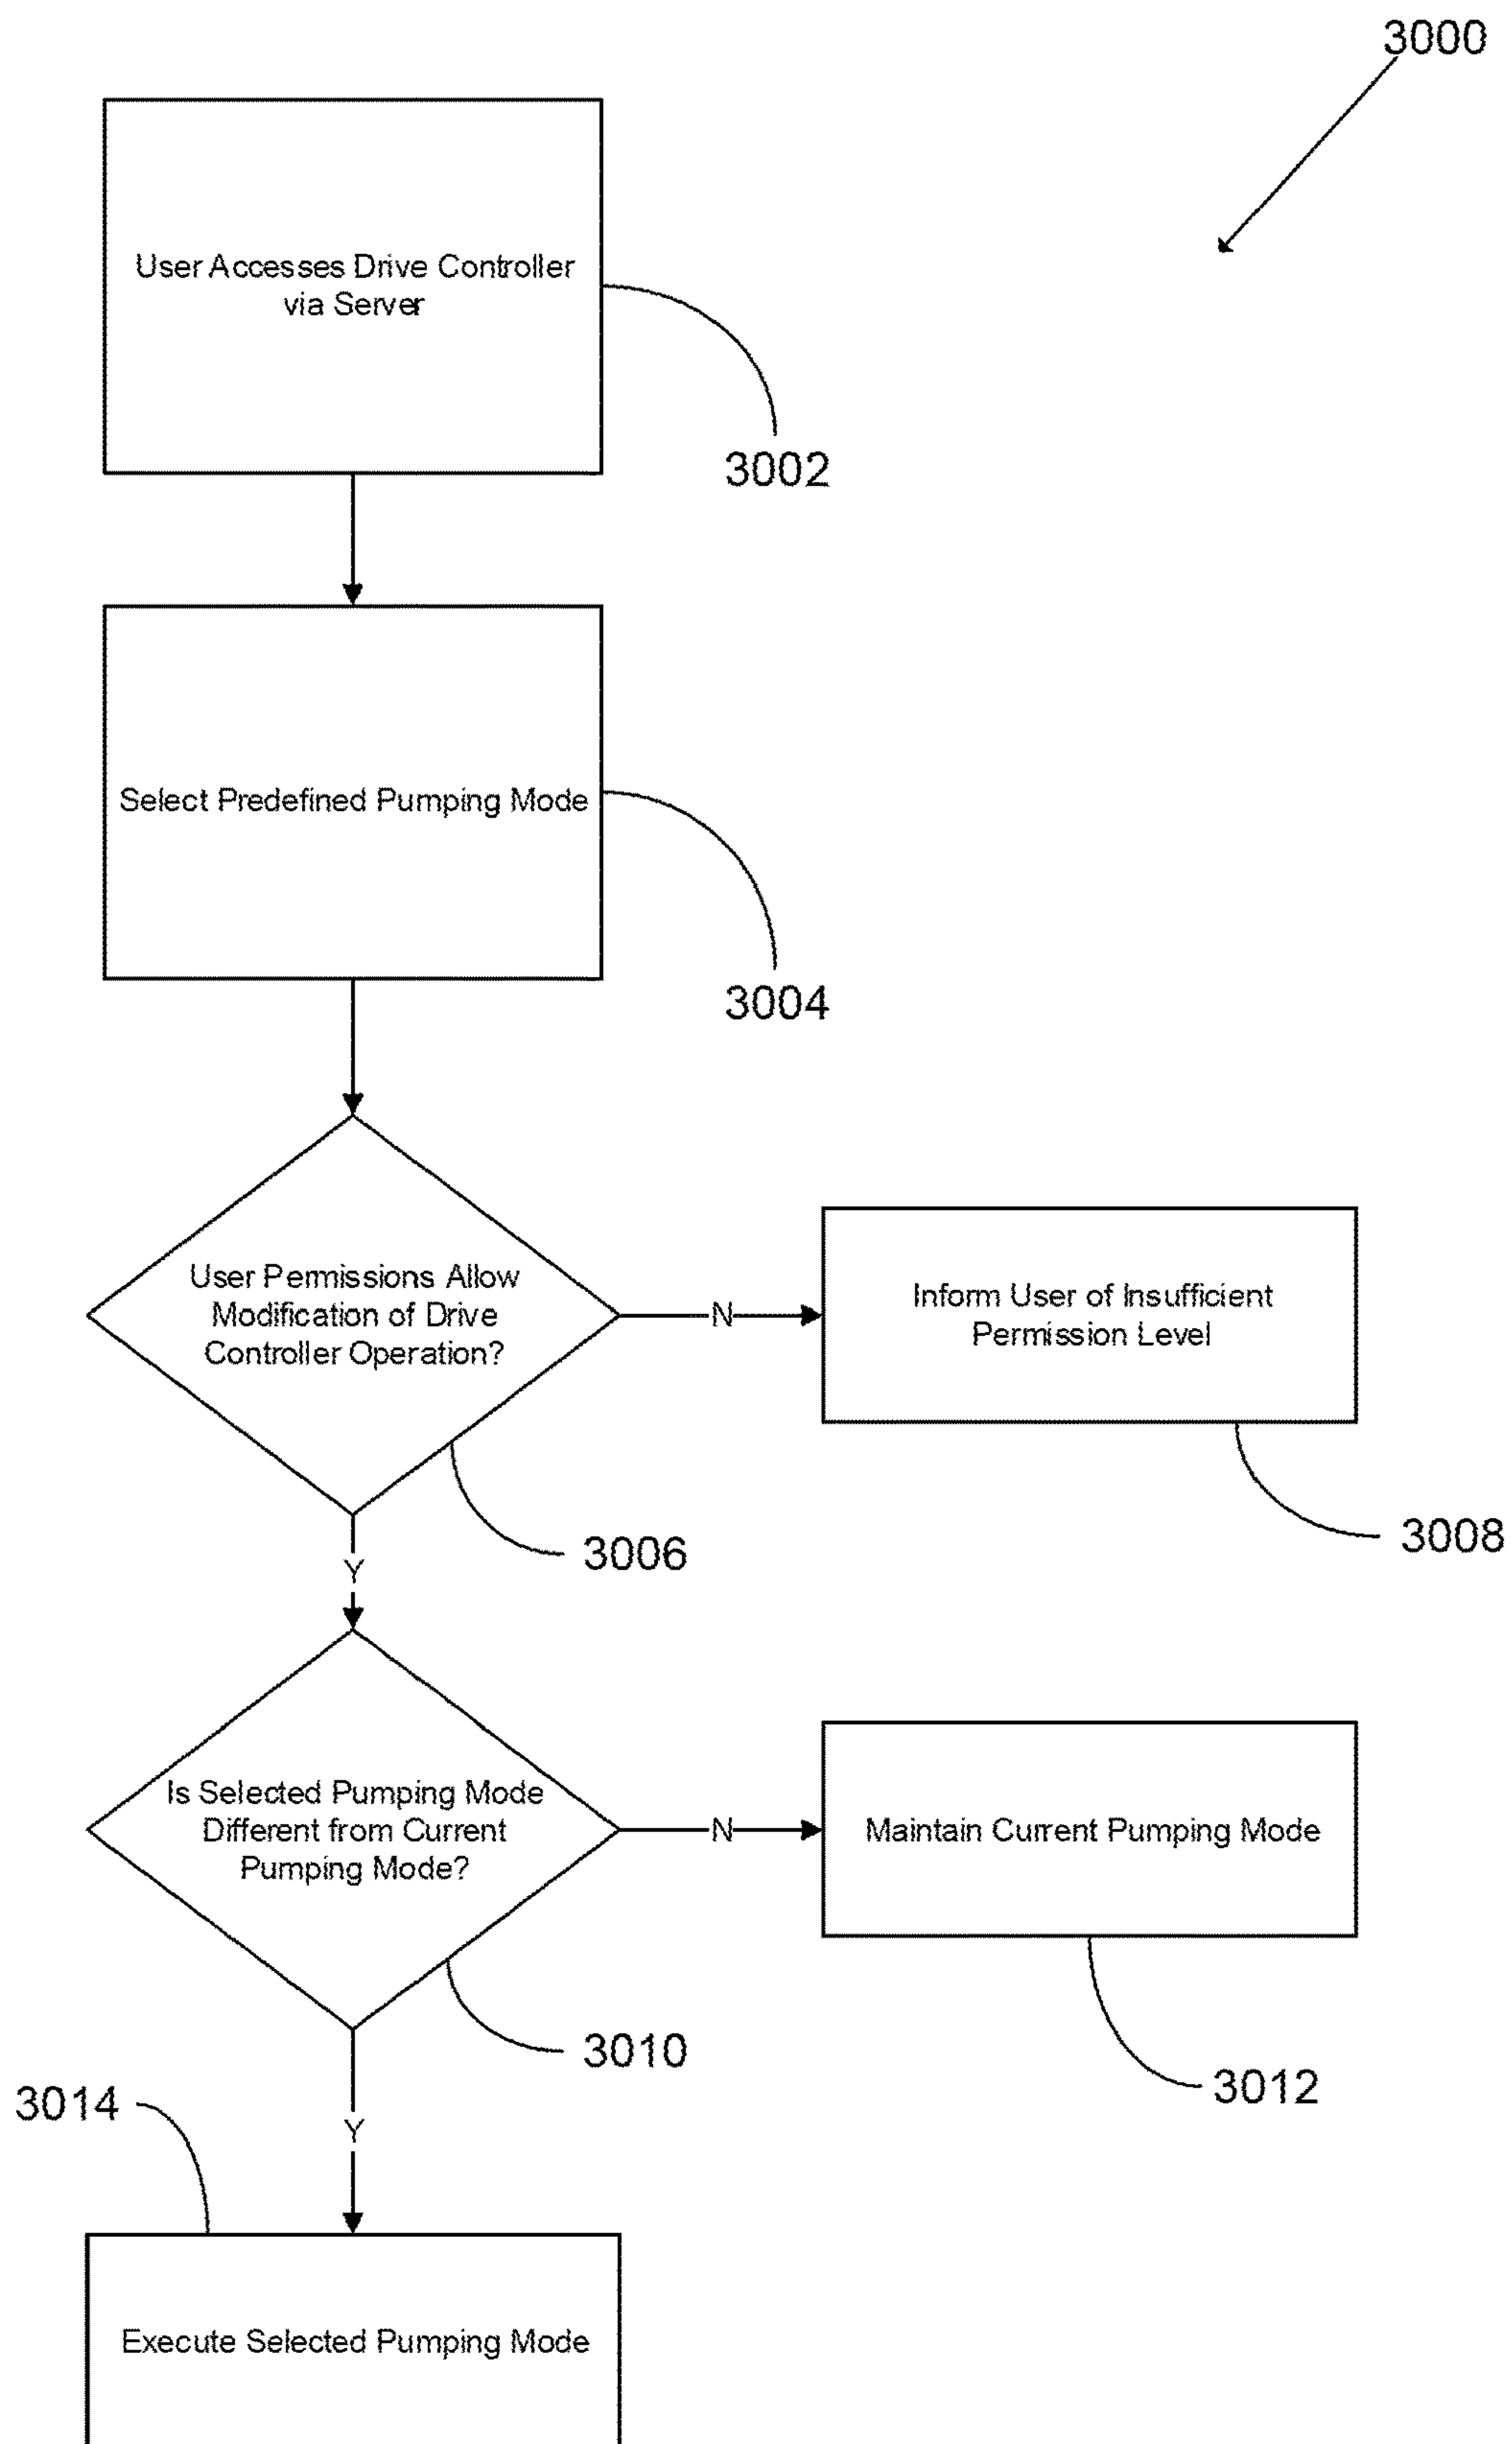 3000
User Accesses Drive Controller
via Server
3002
Select Predefined Pumping Mode
3004
User Permissions Allow
Modification of Drive
Controller Operation?
N
Inform User of Insufficient
Permission Level
3006
3008
Y
Is Selected Pumping Mode
Different from Current
Pumping Mode?
N
Maintain Current Pumping Mode
3010
3012
3014
Y
Execute Selected Pumping Mode